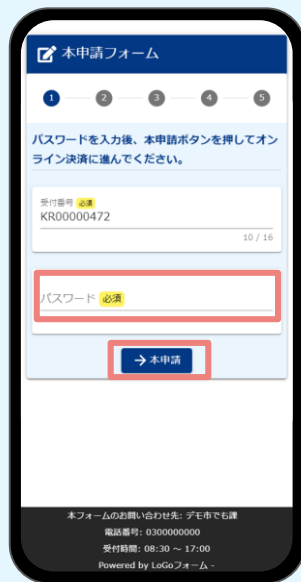 本申請フォーム
1 2 3 4 5
パスワードを入力後、本申請ボタンを押してオン
ライン決済に進んでください。
受付番号 必須
KR00000472
10 / 16
パスワード 必須
→ 本申請
本フォームのお問い合わせ先: デモ市でも課
電話番号: 0300000000
受付時間: 08:30 ～ 17:00
Powered by LoGoフォーム -